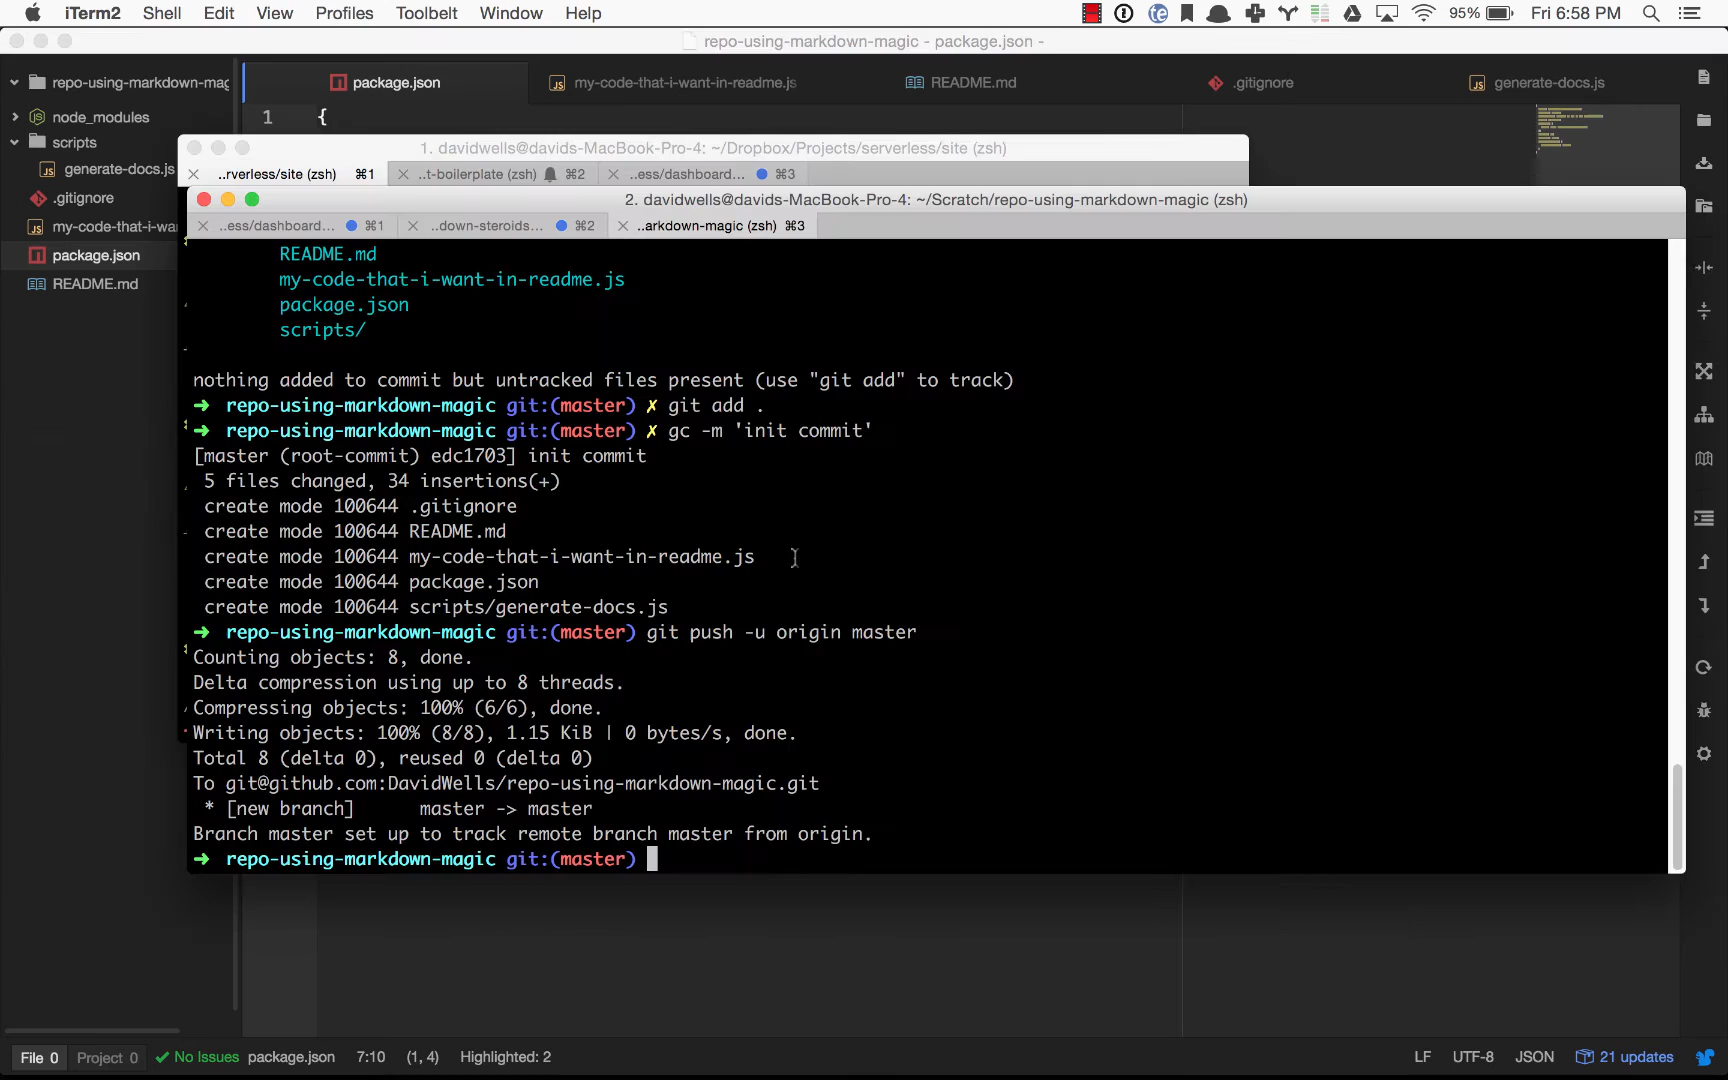 iTerm2 Shell Edit View Profiles Toolbelt Window Help 95% Fri 6:58 PM
repo-using-markdown-magic - package.json -
repo-using-markdown-mag
package.json
my-code-that-i-want-in-readme.js
README.md
.gitignore
generate-docs.js
node_modules
scripts
generate-docs.js
.gitignore
my-code-that-i-wa
package.json
README.md
1 {
1. davidwells@davids-MacBook-Pro-4: ~/Dropbox/Projects/serverless/site (zsh)
..rverless/site (zsh) ⌘1 ..t-boilerplate (zsh) ⌘2 ..ess/dashboard... ⌘3
2. davidwells@davids-MacBook-Pro-4: ~/Scratch/repo-using-markdown-magic (zsh)
..ess/dashboard... ⌘1 ..down-steroids... ⌘2 ..arkdown-magic (zsh) ⌘3
README.md
my-code-that-i-want-in-readme.js
package.json
scripts/
nothing added to commit but untracked files present (use "git add" to track)
➜ repo-using-markdown-magic git:(master) ✗ git add .
➜ repo-using-markdown-magic git:(master) ✗ gc -m 'init commit'
[master (root-commit) edc1703] init commit
5 files changed, 34 insertions(+)
create mode 100644 .gitignore
create mode 100644 README.md
create mode 100644 my-code-that-i-want-in-readme.js
create mode 100644 package.json
create mode 100644 scripts/generate-docs.js
➜ repo-using-markdown-magic git:(master) git push -u origin master
Counting objects: 8, done.
Delta compression using up to 8 threads.
Compressing objects: 100% (6/6), done.
Writing objects: 100% (8/8), 1.15 KiB | 0 bytes/s, done.
Total 8 (delta 0), reused 0 (delta 0)
To git@github.com:DavidWells/repo-using-markdown-magic.git
* [new branch] master -> master
Branch master set up to track remote branch master from origin.
➜ repo-using-markdown-magic git:(master)
File 0 Project 0 No Issues package.json 7:10 (1, 4) Highlighted: 2 LF UTF-8 JSON 21 updates